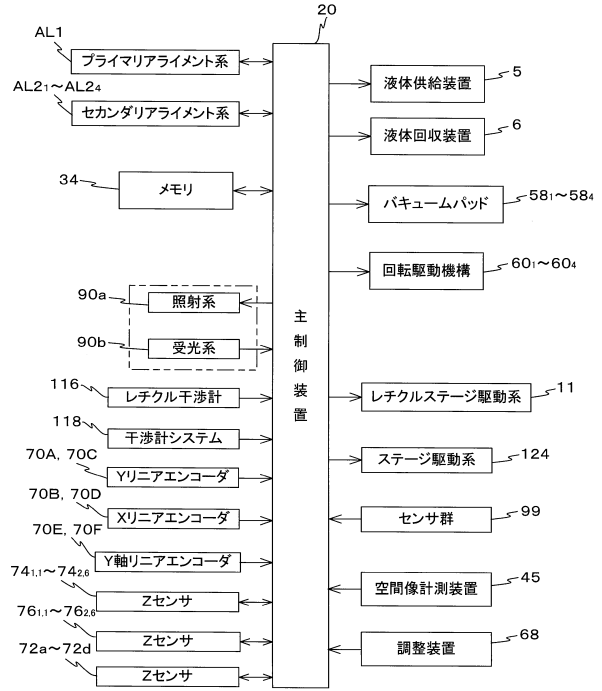 20
AL1
プライマリアライメント系
AL2₁～AL2₄
セカンダリアライメント系
34
メモリ
90a
照射系
90b
受光系
116
レチクル干渉計
118
干渉計システム
70A, 70C
Yリニアエンコーダ
70B, 70D
Xリニアエンコーダ
70E, 70F
Y軸リニアエンコーダ
74₁,₁～74₂,₆
Zセンサ
76₁,₁～76₂,₆
Zセンサ
72a～72d
Zセンサ
主制御装置
液体供給装置
5
液体回収装置
6
バキュームパッド
58₁～58₄
回転駆動機構
60₁～60₄
レチクルステージ駆動系
11
ステージ駆動系
124
センサ群
99
空間像計測装置
45
調整装置
68